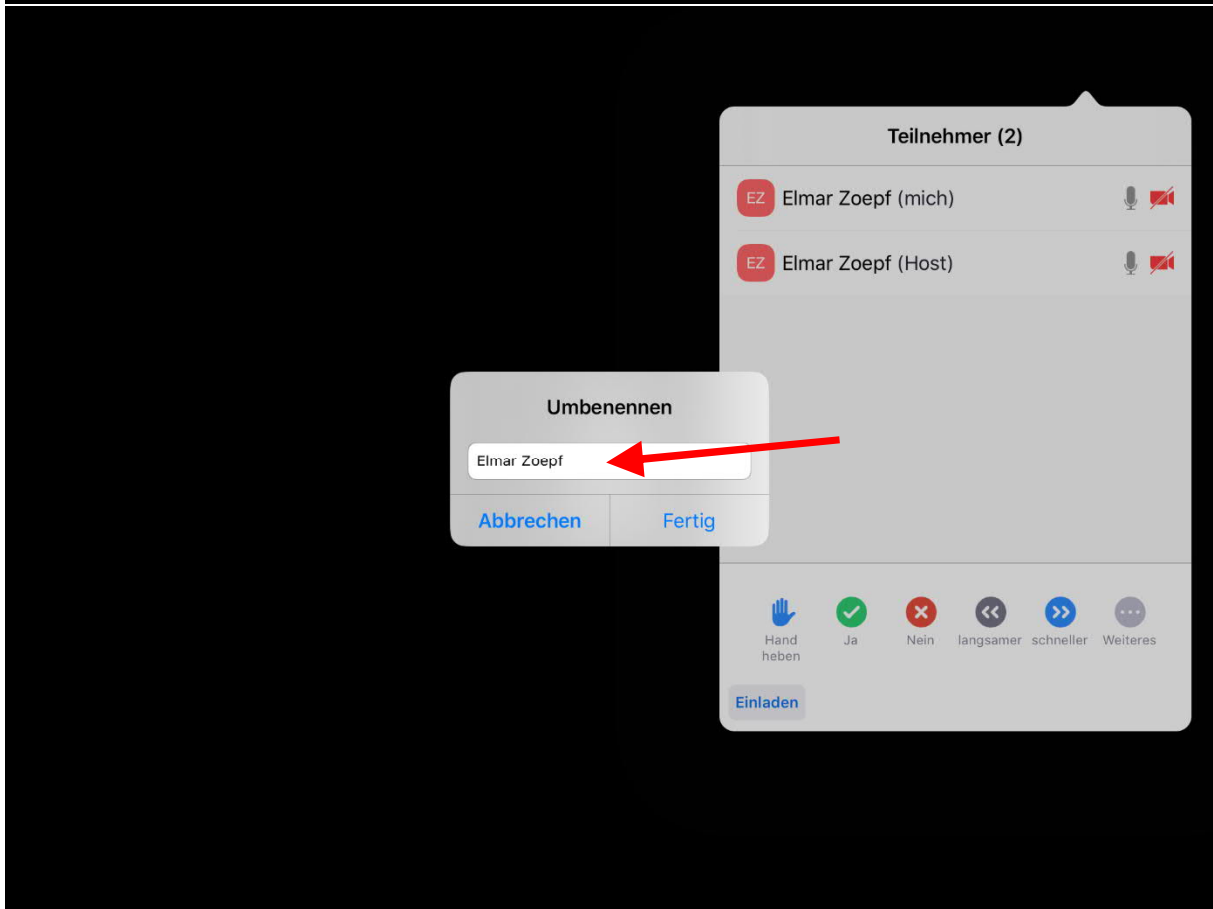 Teilnehmer (2)
EZ Elmar Zoepf (mich)
EZ Elmar Zoepf (Host)
Umbenennen
Elmar Zoepf
Abbrechen Fertig
Hand heben
Ja
Nein
langsamer
schneller
Weiteres
Einladen